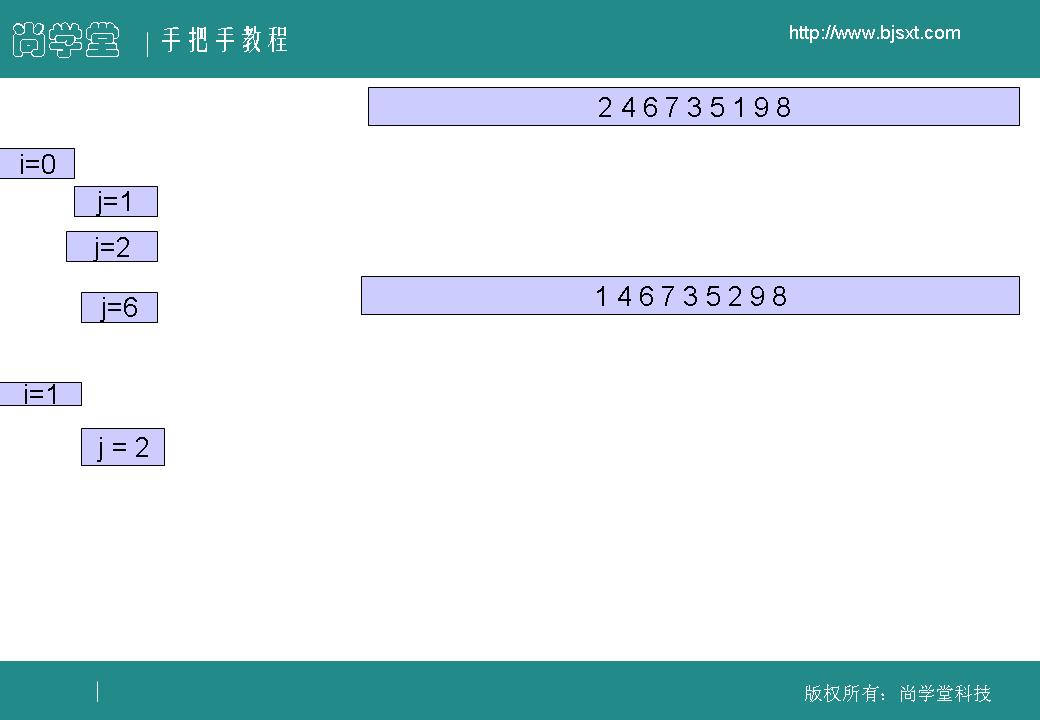 尚学堂 手把手教程
http://www.bjsxt.com
2 4 6 7 3 5 1 9 8
i=0
j=1
j=2
j=6
1 4 6 7 3 5 2 9 8
i=1
j = 2
版权所有：尚学堂科技